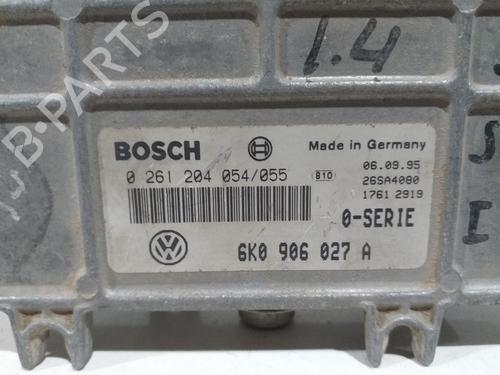 1.4
BOSCH
Made in Germany
0 261 204 054/055
810
06.09.95
26SA4080
1761 2919
0-SERIE
6K0 906 027 A
S
I